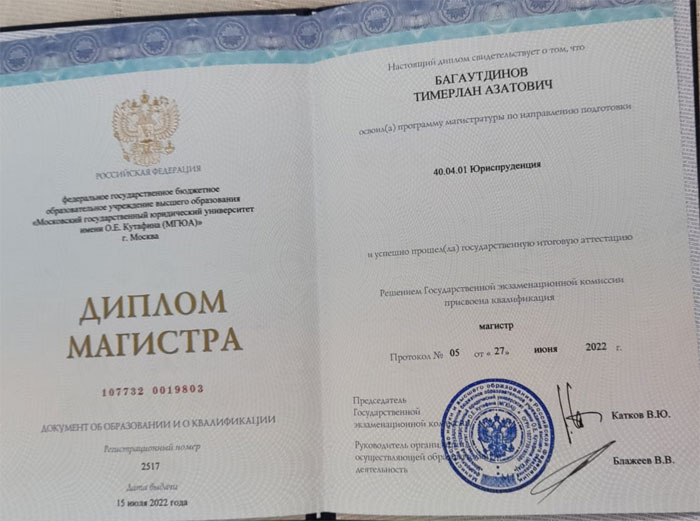 РОССИЙСКАЯ ФЕДЕРАЦИЯ
федеральное государственное бюджетное
образовательное учреждение высшего образования
«Московский государственный юридический университет
имени О.Е. Кутафина (МГЮА)»
г. Москва
ДИПЛОМ
МАГИСТРА
107732 0019803
ДОКУМЕНТ ОБ ОБРАЗОВАНИИ И О КВАЛИФИКАЦИИ
Регистрационный номер
2517
Дата выдачи
15 июля 2022 года
Настоящий диплом свидетельствует о том, что
БАГАУТДИНОВ
ТИМЕРЛАН АЗАТОВИЧ
освоил(а) программу магистратуры по направлению подготовки
40.04.01 Юриспруденция
и успешно прошел(ла) государственную итоговую аттестацию
Решением Государственной экзаменационной комиссии
присвоена квалификация
магистр
Протокол № 05 от « 27» июня 2022 г.
Председатель
Государственной
экзаменационной
Катков В.Ю.
Руководитель
осуществляющей
деятельность
Блажеев В.В.